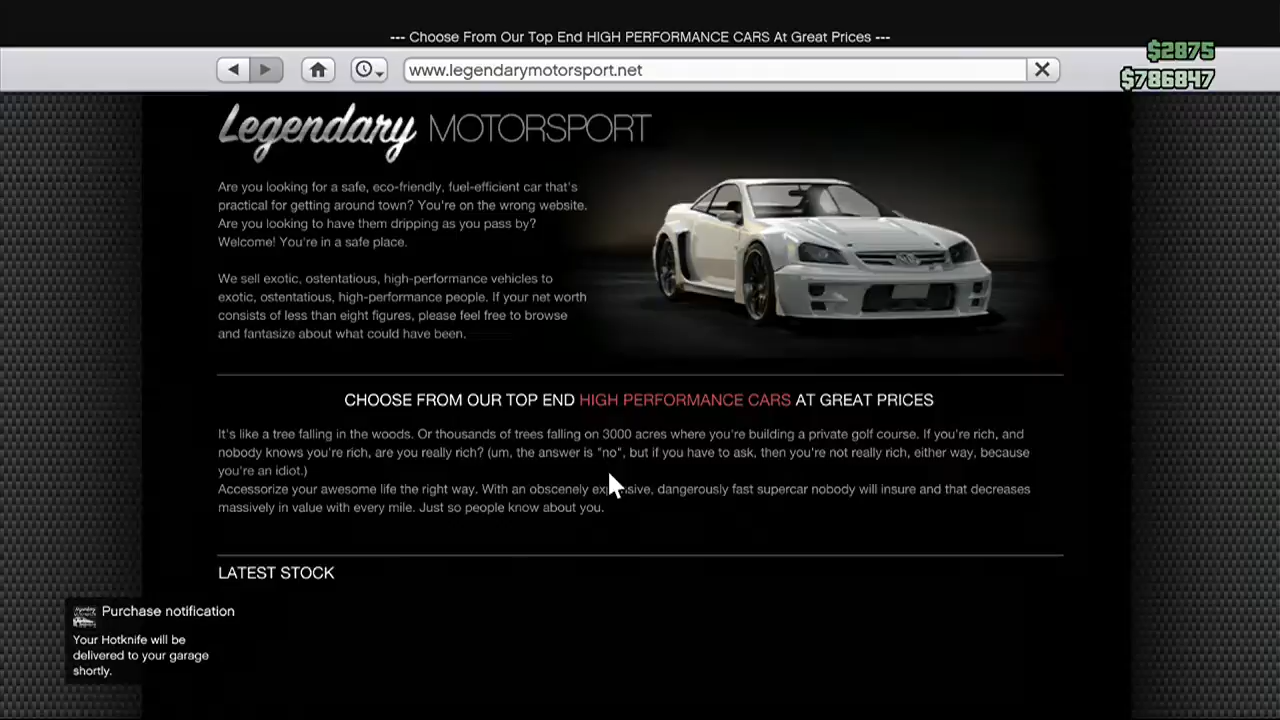 --- Choose From Our Top End HIGH PERFORMANCE CARS At Great Prices ---
$2875
www.legendarymotorsport.net
$786847
Legendary MOTORSPORT
Are you looking for a safe, eco-friendly, fuel-efficient car that's
practical for getting around town? You're on the wrong website.
Are you looking to have them dripping as you pass by?
Welcome! You're in a safe place.
We sell exotic, ostentatious, high-performance vehicles to
exotic, ostentatious, high-performance people. If your net worth
consists of less than eight figures, please feel free to browse
and fantasize about what could have been.
CHOOSE FROM OUR TOP END HIGH PERFORMANCE CARS AT GREAT PRICES
It's like a tree falling in the woods. Or thousands of trees falling on 3000 acres where you're building a private golf course. If you're rich, and
nobody knows you're rich, are you really rich? (um, the answer is "no", but if you have to ask, then you're not really rich, either way, because
you're an idiot.)
Accessorize your awesome life the right way. With an obscenely dangerously fast supercar nobody will insure and that decreases
massively in value with every mile. Just so people know about you.
LATEST STOCK
Purchase notification
Your Hotknife will be
delivered to your garage
shortly.